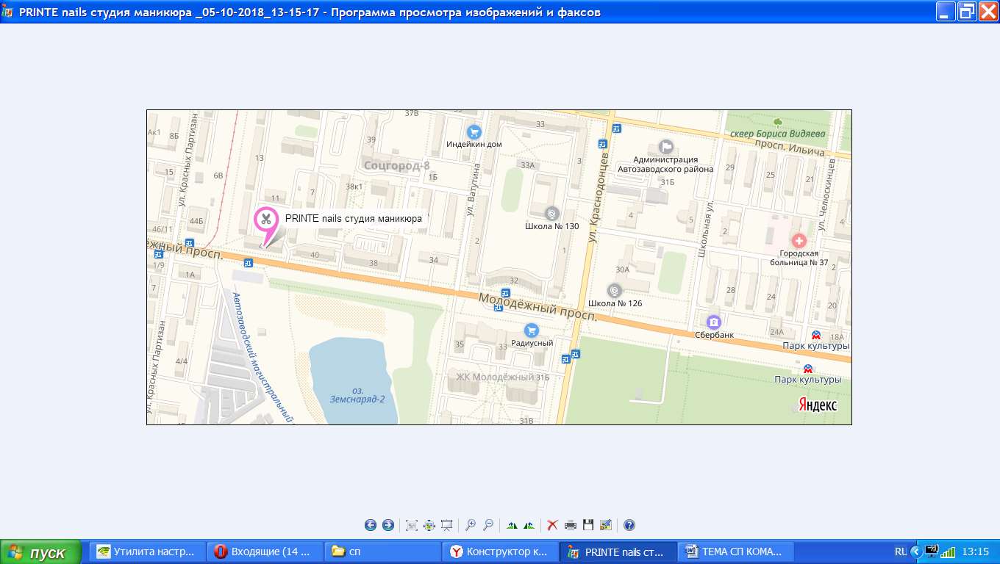 PRINTE nails студия маникюра _05-10-2018_13-15-17 - Программа просмотра изображений и факсов
37В
33
сквер Бориса Видяева
просп. Ильича
Ак1
8Б
39
Индейкин дом
ул. Красных Партизан
13
Соцгород-8
33А
3
Администрация
Автозаводского района
29
25
21
15
6В
1Б
31Б
ул. Ватутина
ул. Краснодонцев
ул. Челюскинцев
38к1
11
7
4
4
44Б
PRINTE nails студия маникюра
Школа № 130
Школьная ул.
46/11
2
1
Городская
больница № 37
жный просп.
40
38
34
1/9
1А
32
30А
7
Молодёжный просп.
Школа № 126
28
24
Автозаводский магистральный
35
33
Радиусный
Сбербанк
24А
18А
Парк культуры
ул. Красных Партизан
4/4
ЖК Молодёжный
31Б
Парк культуры
оз.
Земснаряд-2
Яндекс
31В
пуск
Утилита настр...
Входящие (14 ...
сп
Конструктор к...
PRINTE nails ст...
ТЕМА СП КОМА...
RU
13:15